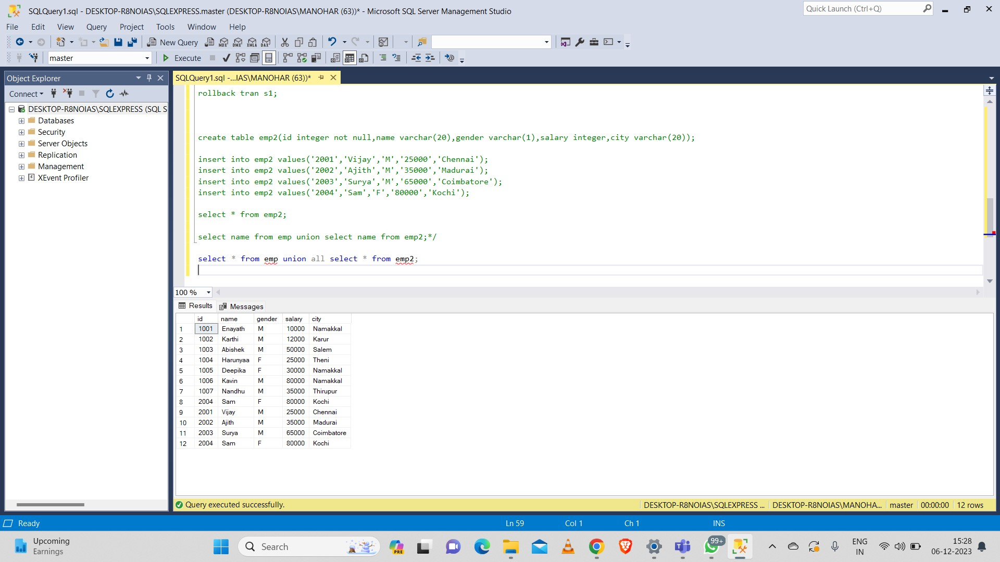 SQLQuery1.sql - DESKTOP-R8NOIAS\SQLEXPRESS.master (DESKTOP-R8NOIAS\MANOHAR (63))* - Microsoft SQL Server Management Studio
Quick Launch (Ctrl+Q)
File Edit View Query Project Tools Window Help
New Query MDX DMX XMLA DAX
master Execute
Object Explorer
SQLQuery1.sql -...IAS\MANOHAR (63))*
Connect
DESKTOP-R8NOIAS\SQLEXPRESS (SQL S
Databases
Security
Server Objects
Replication
Management
XEvent Profiler
rollback tran s1;
create table emp2(id integer not null,name varchar(20),gender varchar(1),salary integer,city varchar(20));
insert into emp2 values('2001','Vijay','M','25000','Chennai');
insert into emp2 values('2002','Ajith','M','35000','Madurai');
insert into emp2 values('2003','Surya','M','65000','Coimbatore');
insert into emp2 values('2004','Sam','F','80000','Kochi');
select * from emp2;
select name from emp union select name from emp2;*/
select * from emp union all select * from emp2;
100 %
Results Messages
id name gender salary city
1 1001 Enayath M 10000 Namakkal
2 1002 Karthi M 12000 Karur
3 1003 Abishek M 50000 Salem
4 1004 Harunyaa F 25000 Theni
5 1005 Deepika F 30000 Namakkal
6 1006 Kavin M 80000 Namakkal
7 1007 Nandhu M 35000 Thirupur
8 2004 Sam F 80000 Kochi
9 2001 Vijay M 25000 Chennai
10 2002 Ajith M 35000 Madurai
11 2003 Surya M 65000 Coimbatore
12 2004 Sam F 80000 Kochi
Query executed successfully. DESKTOP-R8NOIAS\SQLEXPRESS ... DESKTOP-R8NOIAS\MANOHA... master 00:00:00 12 rows
Ready Ln 59 Col 1 Ch 1 INS
Upcoming
Earnings
Search
PRE
99+
ENG
IN
15:28
06-12-2023